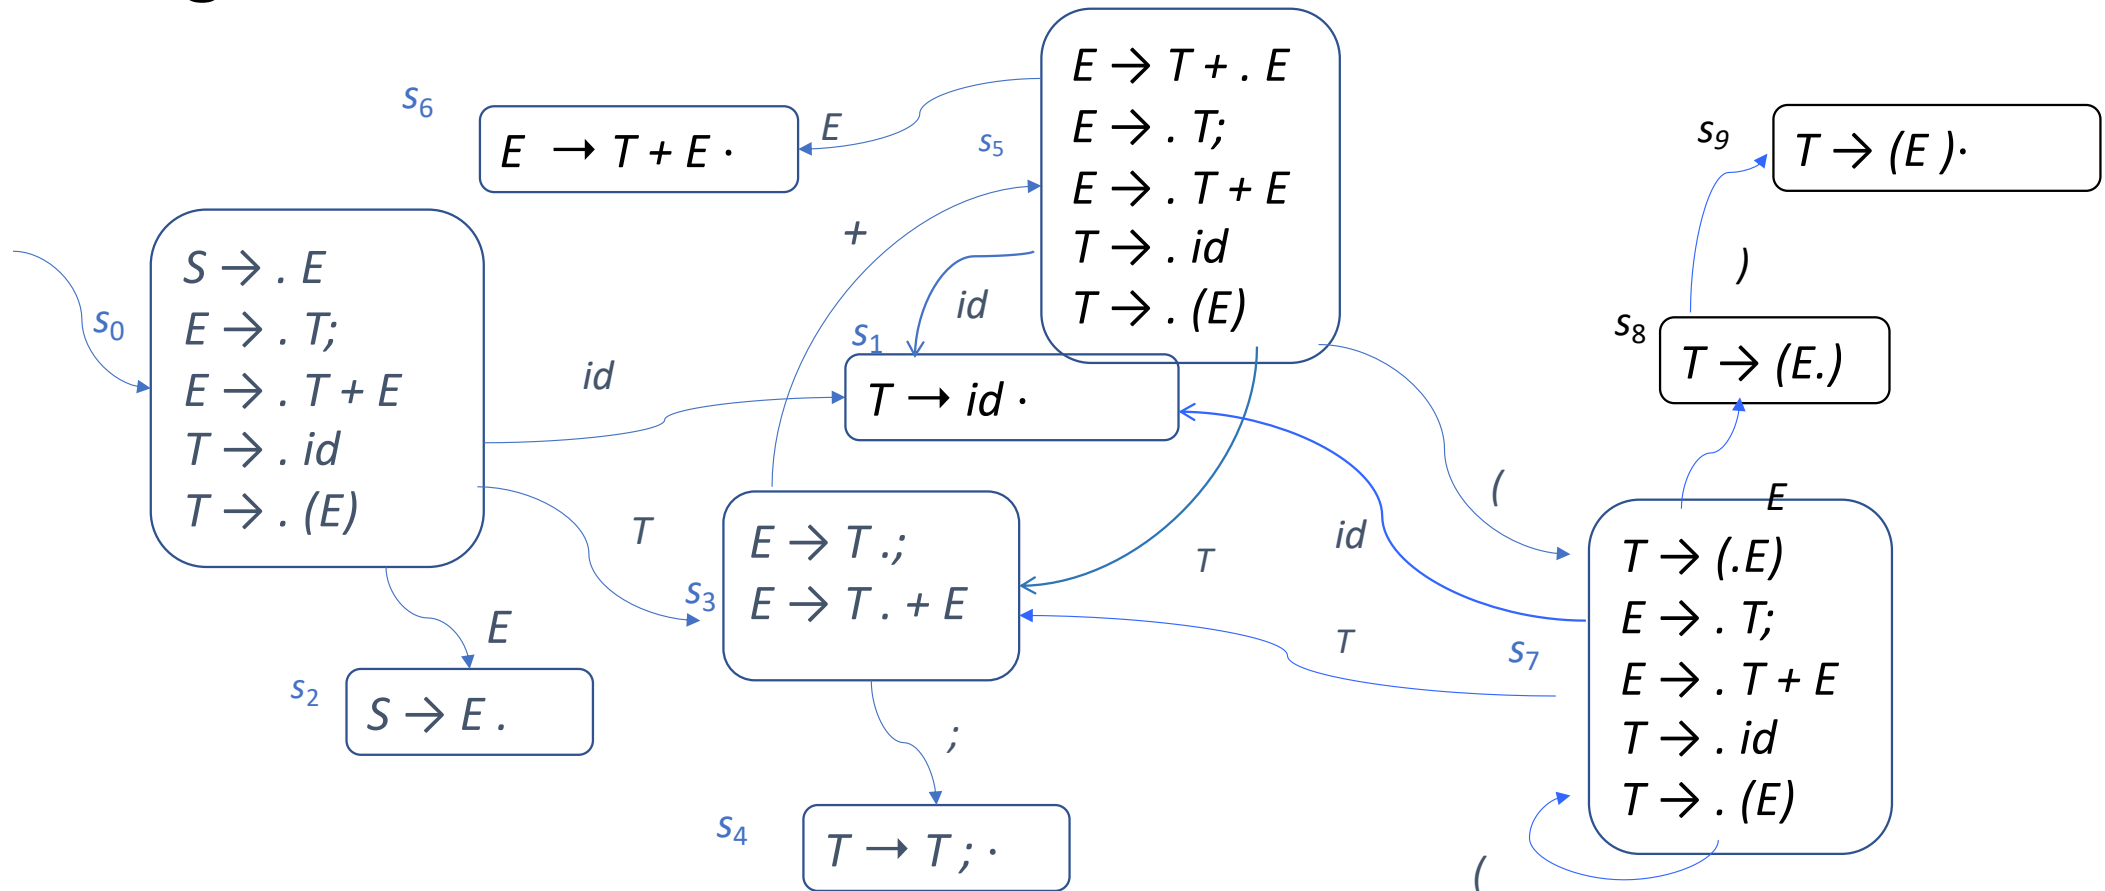 s6
E → T + E ·
E
s5
E → T + . E
E → . T;
E → . T + E
T → . id
T → . (E)
s9
T → (E )·
)
s8
T → (E.)
s0
S → . E
E → . T;
E → . T + E
T → . id
T → . (E)
+
id
id
s1
T → id ·
T
s3
E → T .;
E → T . + E
T
T
id
(
E
s7
T → (.E)
E → . T;
E → . T + E
T → . id
T → . (E)
(
E
s2
S → E .
;
s4
T → T ; ·